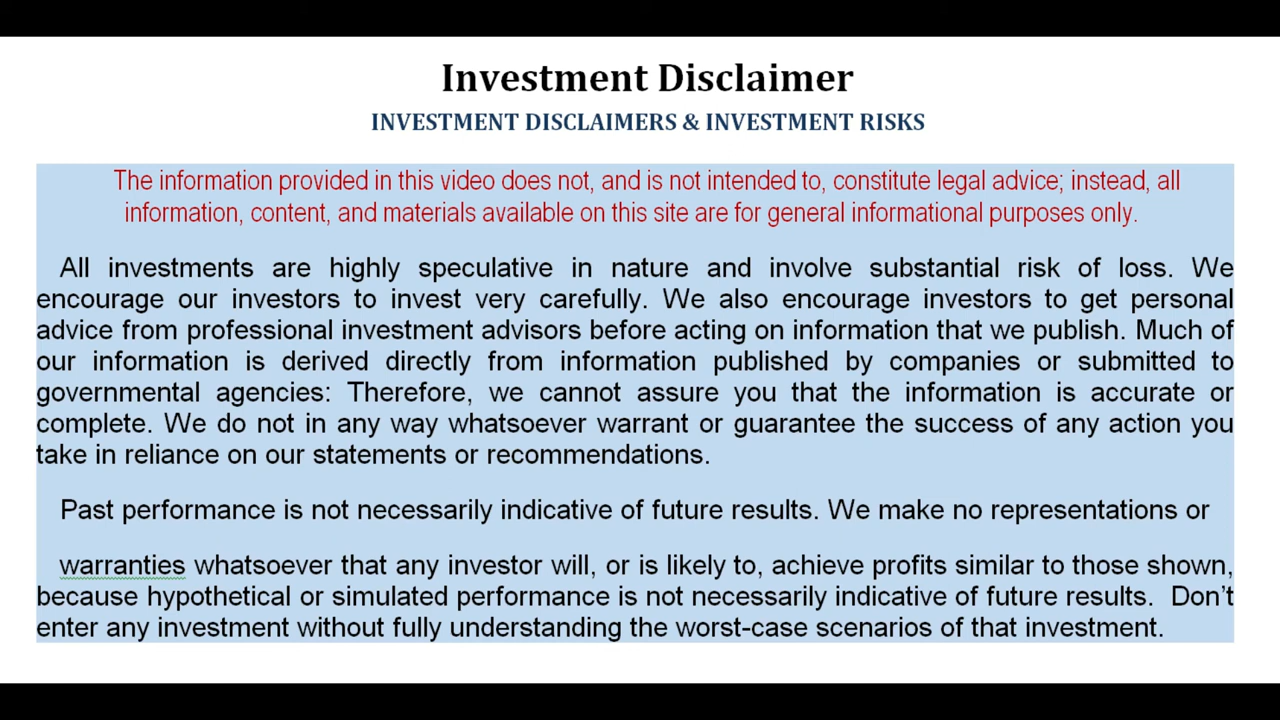 Investment Disclaimer
INVESTMENT DISCLAIMERS & INVESTMENT RISKS
The information provided in this video does not, and is not intended to, constitute legal advice; instead, all
information, content, and materials available on this site are for general informational purposes only.
All investments are highly speculative in nature and involve substantial risk of loss. We
encourage our investors to invest very carefully. We also encourage investors to get personal
advice from professional investment advisors before acting on information that we publish. Much of
our information is derived directly from information published by companies or submitted to
governmental agencies: Therefore, we cannot assure you that the information is accurate or
complete. We do not in any way whatsoever warrant or guarantee the success of any action you
take in reliance on our statements or recommendations.
Past performance is not necessarily indicative of future results. We make no representations or
warranties whatsoever that any investor will, or is likely to, achieve profits similar to those shown,
because hypothetical or simulated performance is not necessarily indicative of future results. Don’t
enter any investment without fully understanding the worst-case scenarios of that investment.